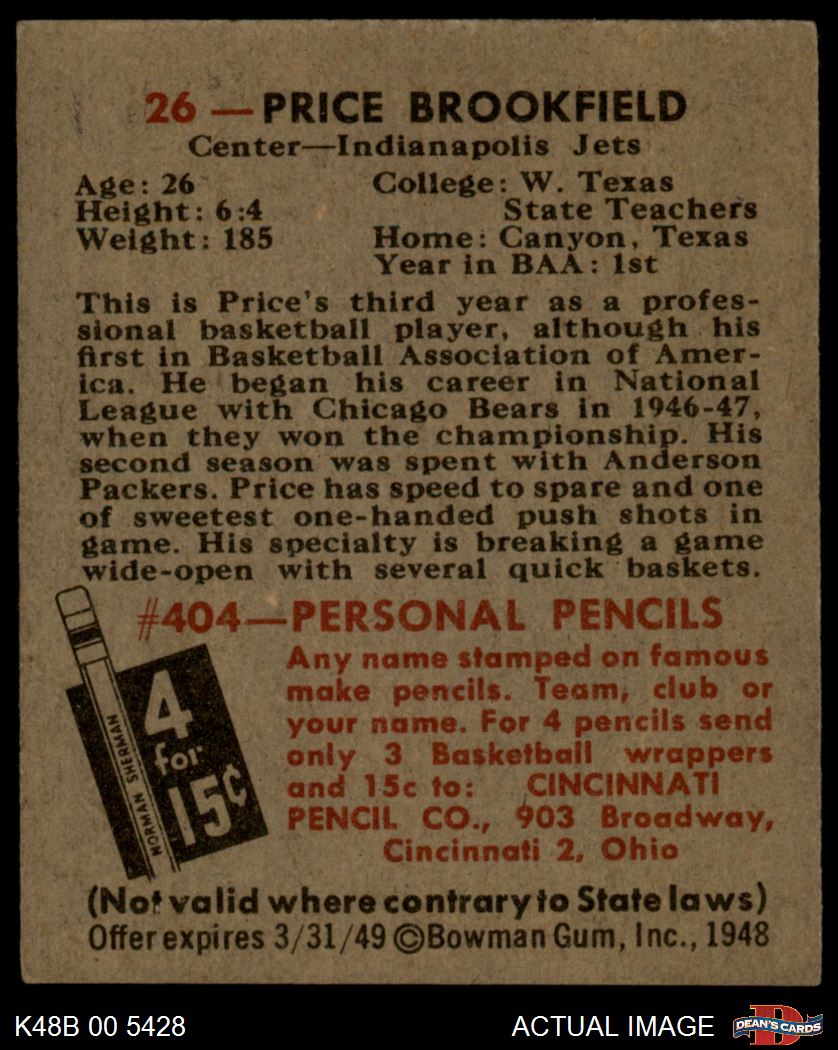 26 — PRICE BROOKFIELD
Center—Indianapolis Jets
Age: 26
Height: 6:4
Weight: 185
College: W. Texas
State Teachers
Home: Canyon, Texas
Year in BAA: 1st
This is Price's third year as a profes-
sional basketball player, although his
first in Basketball Association of Amer-
ica. He began his career in National
League with Chicago Bears in 1946-47,
when they won the championship. His
second season was spent with Anderson
Packers. Price has speed to spare and one
of sweetest one-handed push shots in
game. His specialty is breaking a game
wide-open with several quick baskets.
#404—PERSONAL PENCILS
NORMAN SHERMAN
4
for
15¢
Any name stamped on famous
make pencils. Team, club or
your name. For 4 pencils send
only 3 Basketball wrappers
and 15c to: CINCINNATI
PENCIL CO., 903 Broadway,
Cincinnati 2, Ohio
(Not valid where contrary to State laws)
Offer expires 3/31/49 ©Bowman Gum, Inc., 1948
K48B 00 5428
ACTUAL IMAGE
D
DEAN'S CARDS